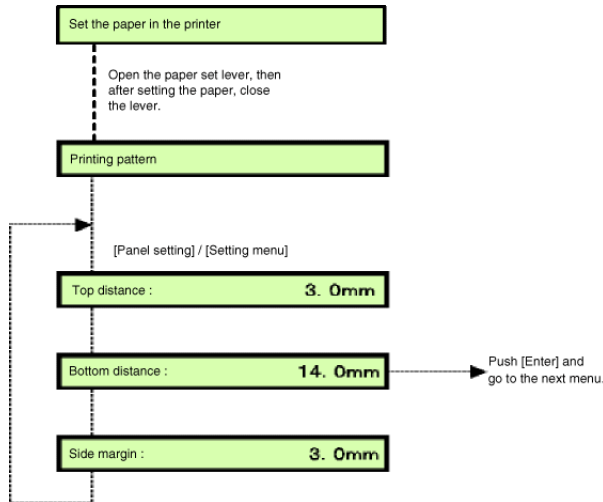 Set the paper in the printer
Open the paper set lever, then
after setting the paper, close
the lever.
Printing pattern
[Panel setting] / [Setting menu]
Top distance : 3. 0mm
Bottom distance : 14. 0mm
Push [Enter] and
go to the next menu.
Side margin : 3. 0mm